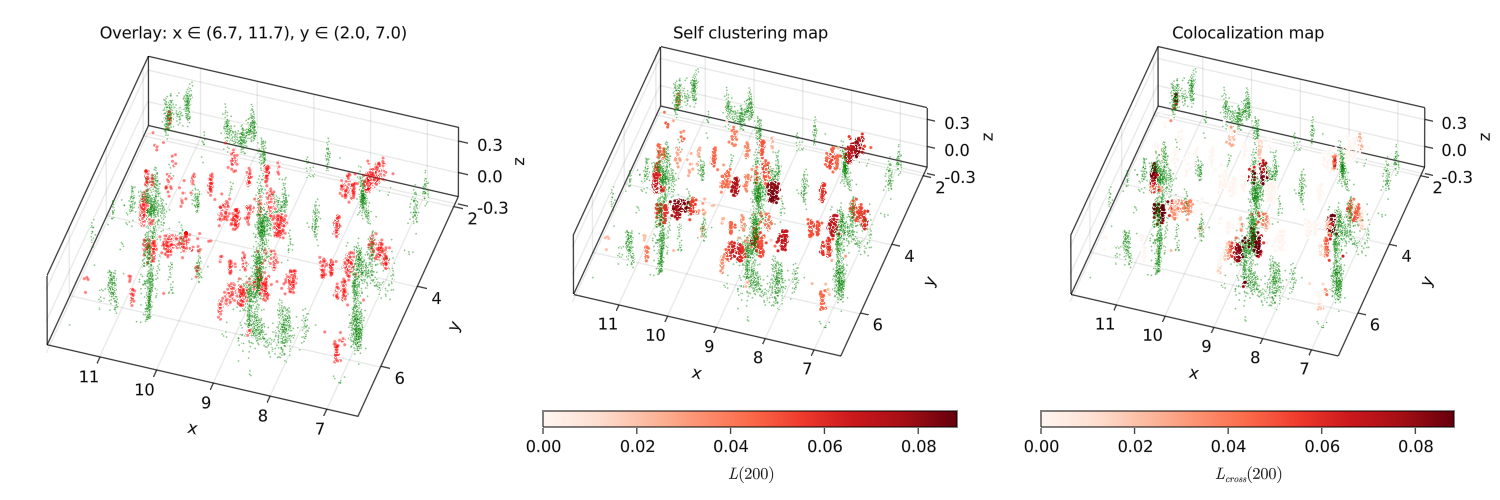 Overlay: x ∈ (6.7, 11.7), y ∈ (2.0, 7.0)
0.3
0.0
-0.3
z
2
4
6
y
11
10
9
8
7
x
Self clustering map
0.3
0.0
-0.3
z
2
4
6
y
11
10
9
8
7
x
0.00 0.02 0.04 0.06 0.08
L(200)
Colocalization map
0.3
0.0
-0.3
z
2
4
6
y
11
10
9
8
7
x
0.00 0.02 0.04 0.06 0.08
L_cross(200)